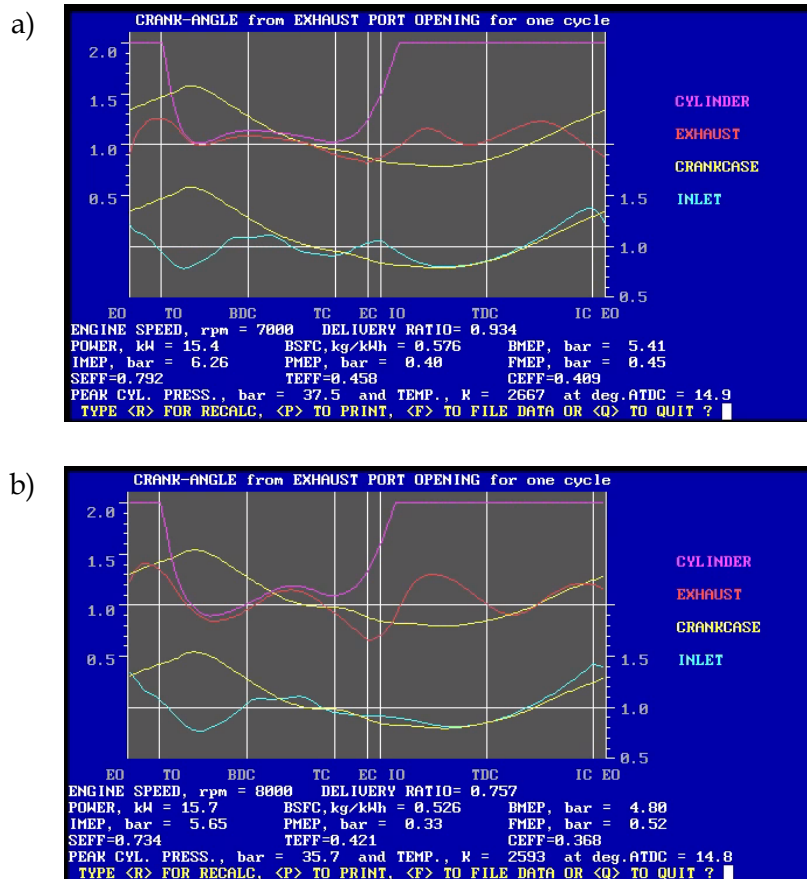 a)
CRANK-ANGLE from EXHAUST PORT OPENING for one cycle
2.0
1.5
CYLINDER
EXHAUST
1.0
CRANKCASE
0.5
1.5
INLET
1.0
0.5
EO TO BDC TC EC IO TDC IC EO
ENGINE SPEED, rpm = 7000 DELIVERY RATIO= 0.934
POWER, kW = 15.4 BSFC,kg/kWh = 0.576 BMEP, bar = 5.41
IMEP, bar = 6.26 PMEP, bar = 0.40 FMEP, bar = 0.45
SEFF=0.792 TEFF=0.458 CEFF=0.409
PEAK CYL. PRESS., bar = 37.5 and TEMP., K = 2667 at deg.ATDC = 14.9
TYPE <R> FOR RECALC, <P> TO PRINT, <F> TO FILE DATA OR <Q> TO QUIT ?
b)
CRANK-ANGLE from EXHAUST PORT OPENING for one cycle
2.0
1.5
CYLINDER
EXHAUST
1.0
CRANKCASE
0.5
1.5
INLET
1.0
0.5
EO TO BDC TC EC IO TDC IC EO
ENGINE SPEED, rpm = 8000 DELIVERY RATIO= 0.757
POWER, kW = 15.7 BSFC,kg/kWh = 0.526 BMEP, bar = 4.80
IMEP, bar = 5.65 PMEP, bar = 0.33 FMEP, bar = 0.52
SEFF=0.734 TEFF=0.421 CEFF=0.368
PEAK CYL. PRESS., bar = 35.7 and TEMP., K = 2593 at deg.ATDC = 14.8
TYPE <R> FOR RECALC, <P> TO PRINT, <F> TO FILE DATA OR <Q> TO QUIT ?